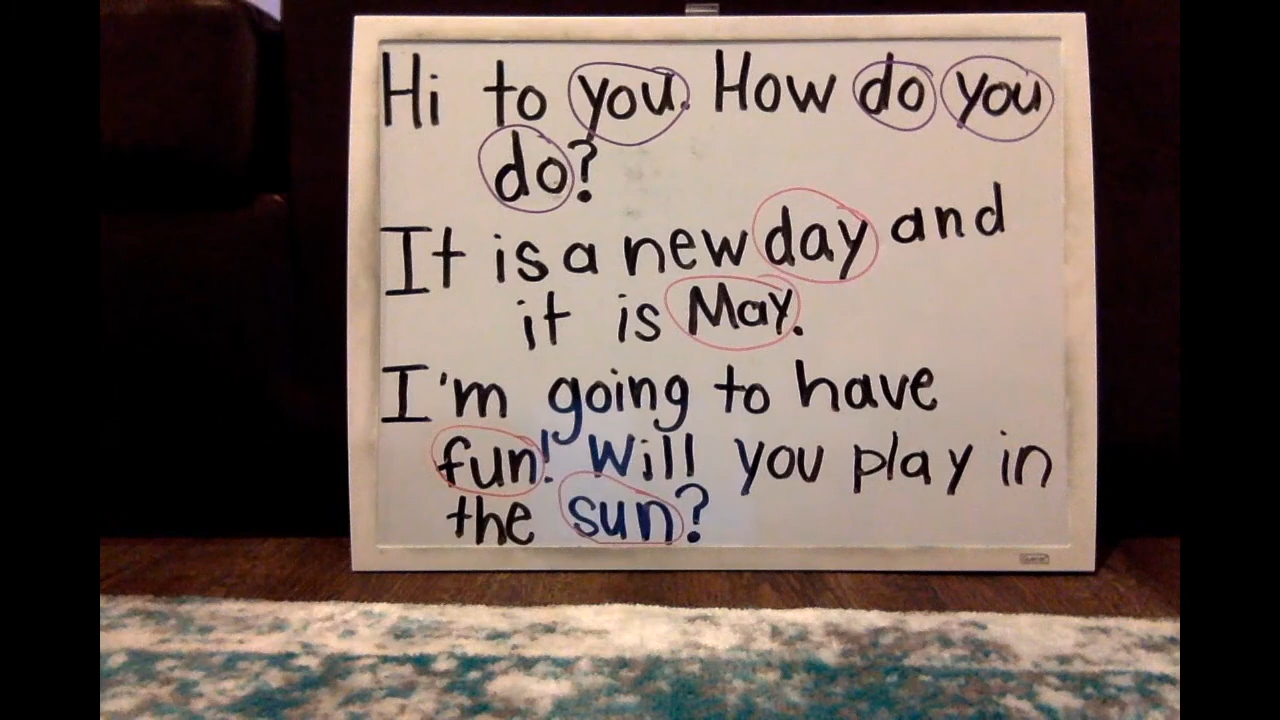 Hi to you. How do you
do?
It is a new day and
it is May.
I'm going to have
fun! Will you play in
the sun?